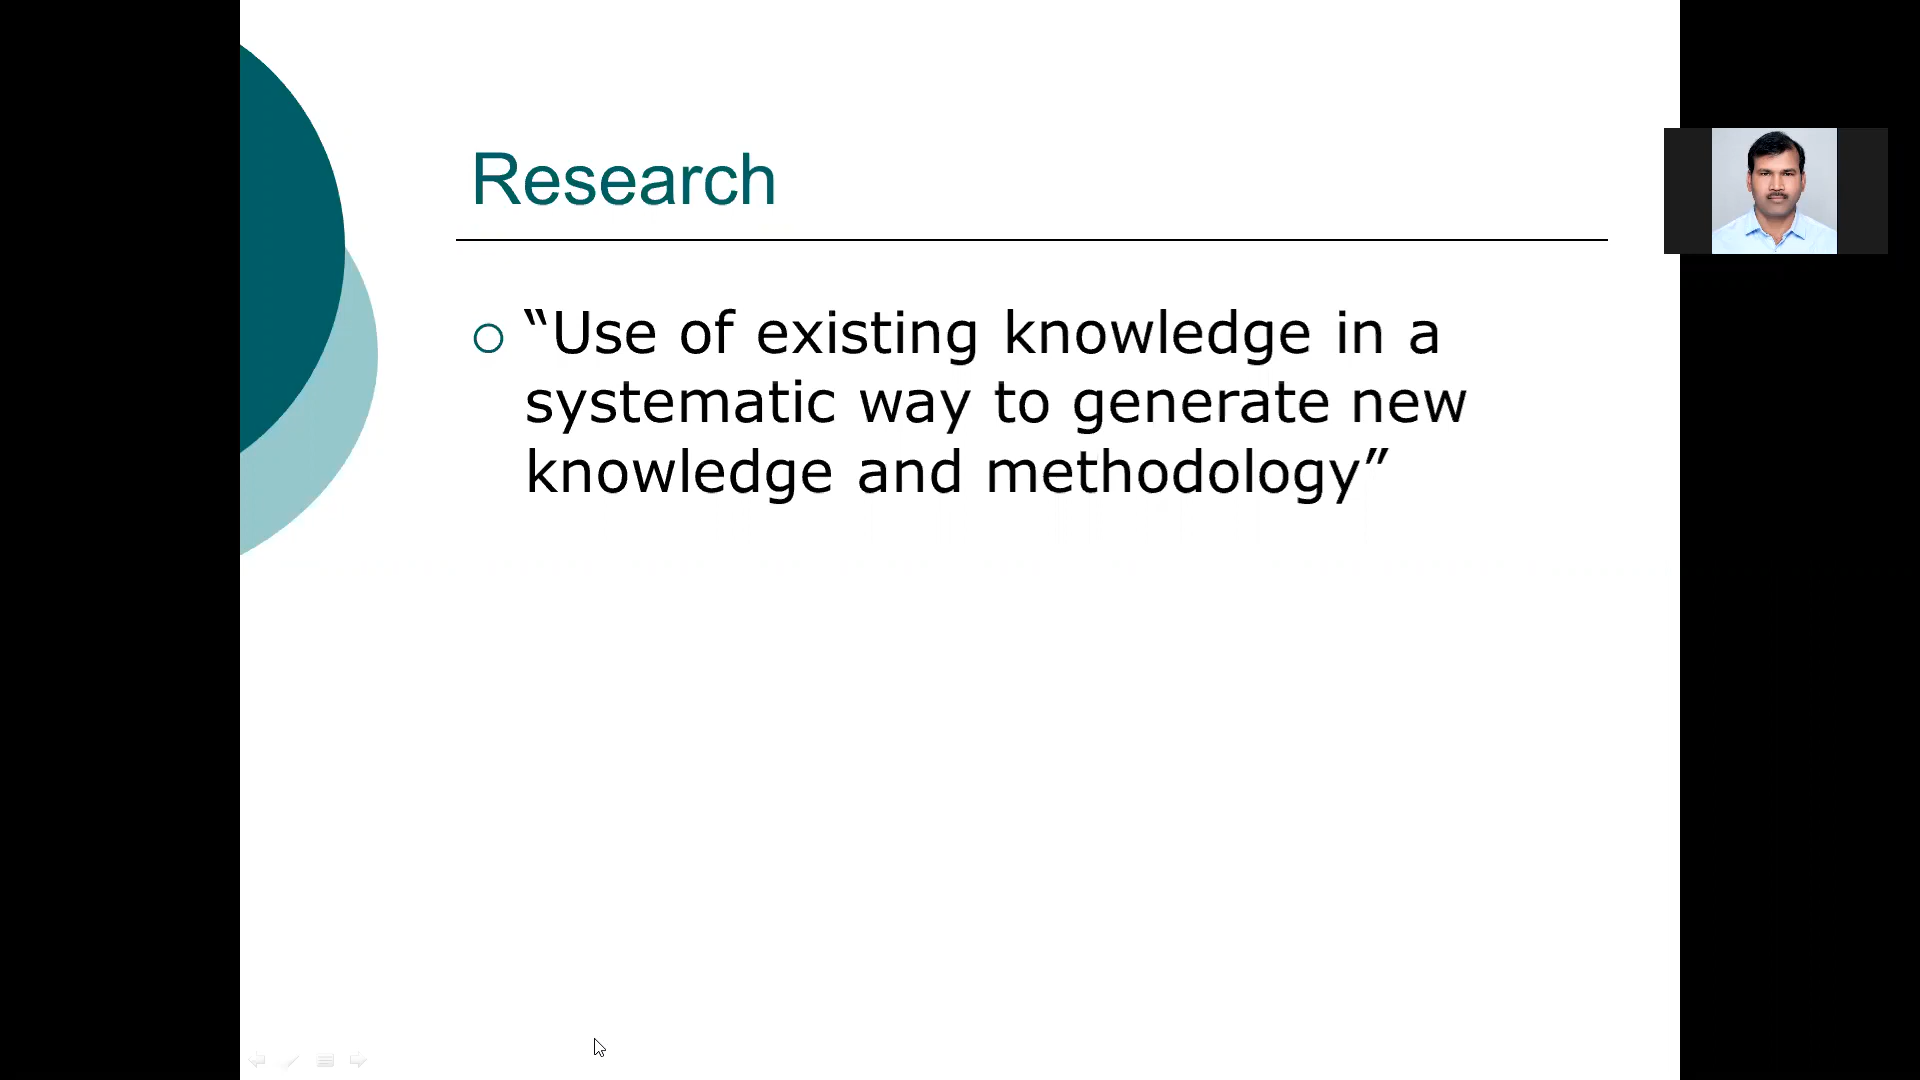 Research
“Use of existing knowledge in a
systematic way to generate new
knowledge and methodology”